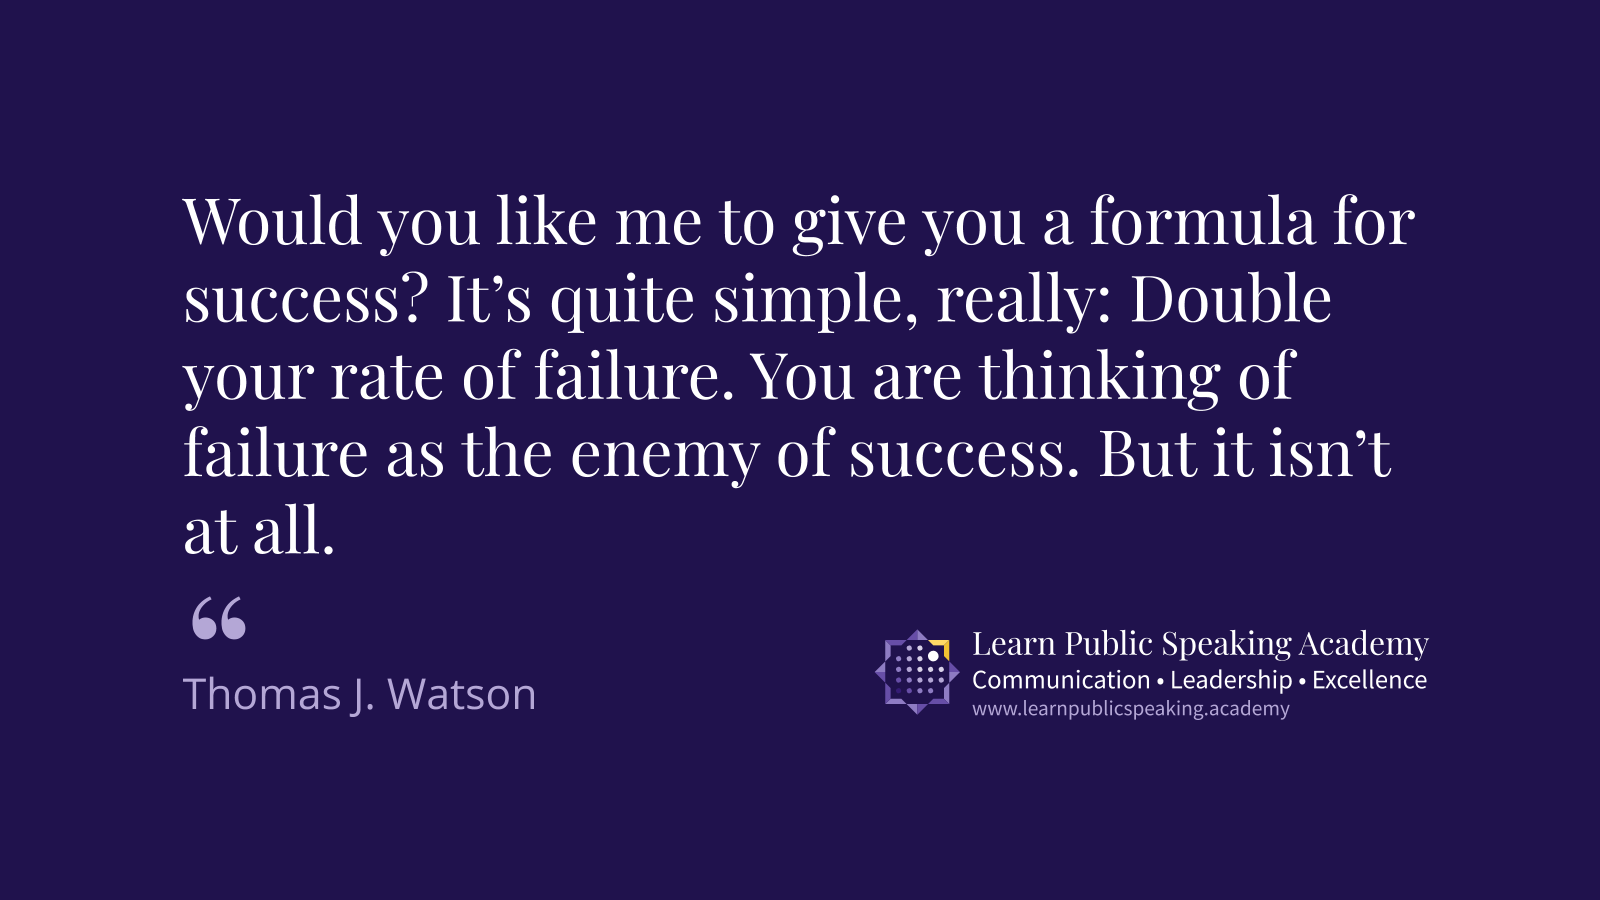 Would you like me to give you a formula for
success? It’s quite simple, really: Double
your rate of failure. You are thinking of
failure as the enemy of success. But it isn’t
at all.
“
Thomas J. Watson
Learn Public Speaking Academy
Communication • Leadership • Excellence
www.learnpublicspeaking.academy